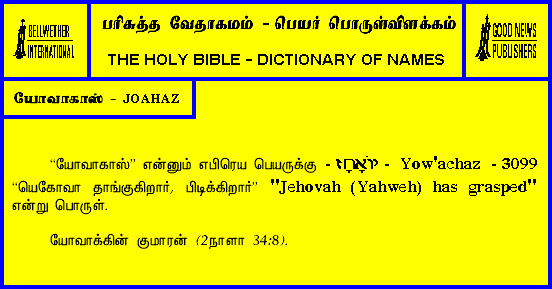 BELLWETHER
INTERNATIONAL
பரிசுத்த வேதாகமம் - பெயர் பொருள்விளக்கம்
THE HOLY BIBLE - DICTIONARY OF NAMES
GOOD NEWS
PUBLISHERS
யோவாகாஸ் - JOAHAZ
“யோவாகாஸ்” என்னும் எபிரெய பெயருக்கு - יוֹאָחָז - Yow'achaz - 3099
“யெகோவா தாங்குகிறார், பிடிக்கிறார்” "Jehovah (Yahweh) has grasped"
என்று பொருள்.
யோவாக்கின் குமாரன் (2நாளா 34:8).